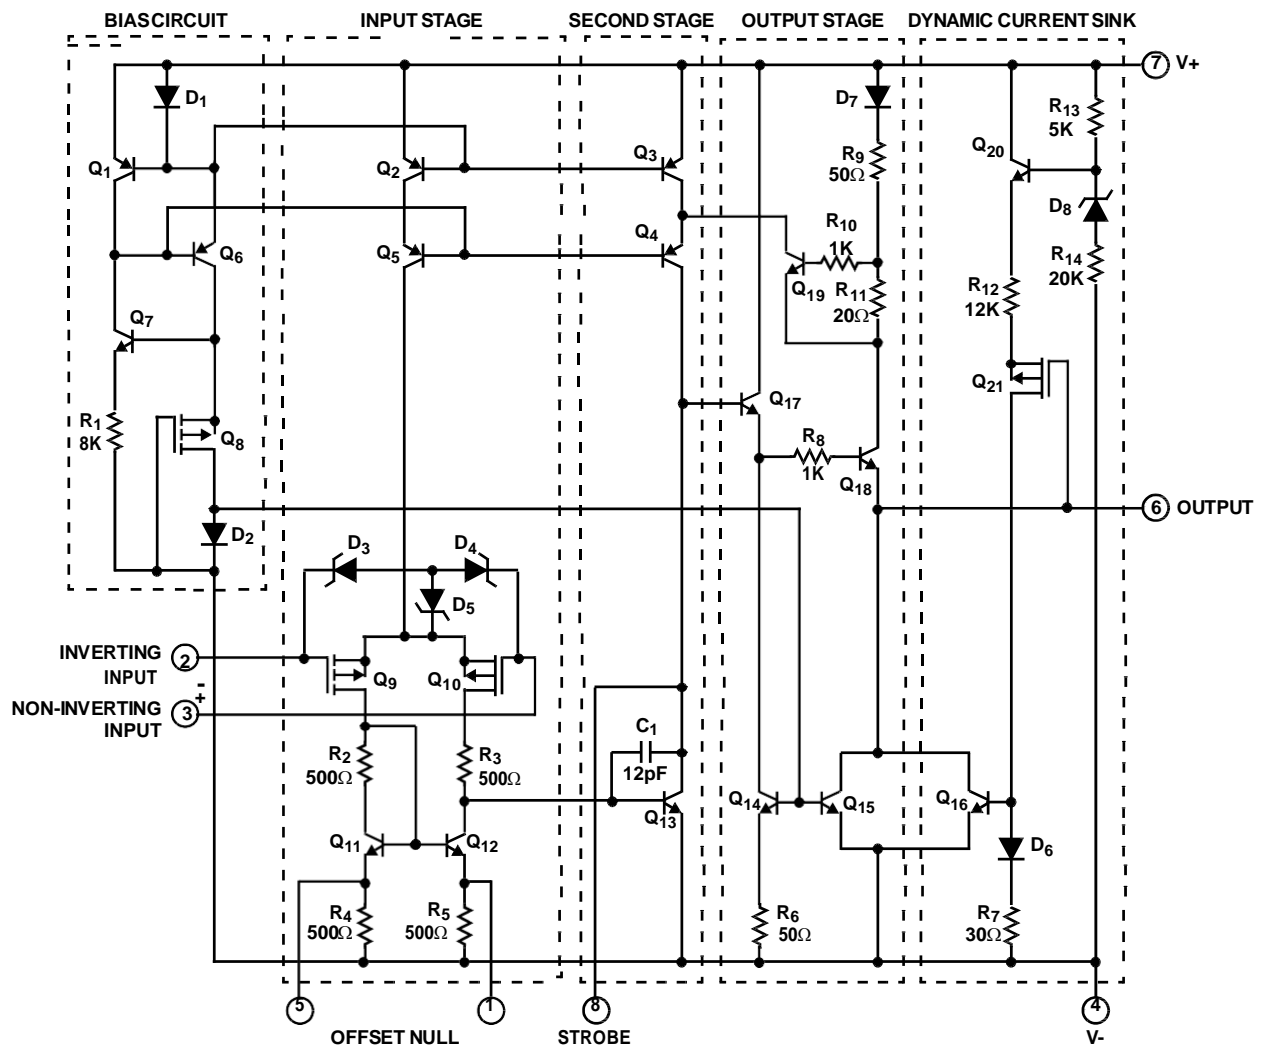 BIAS CIRCUIT
INPUT STAGE
SECOND STAGE
OUTPUT STAGE
DYNAMIC CURRENT SINK
7 V+
D1
D7
R13
5K
Q1
Q2
Q3
R9
50Ω
Q20
D8
Q6
Q5
Q4
R10
1K
Q19
R11
20Ω
R14
20K
R12
12K
Q7
Q21
R1
8K
Q8
Q17
R8
1K
Q18
D2
6 OUTPUT
D3
D4
D5
INVERTING
INPUT
2
-
+
NON-INVERTING
INPUT
3
Q9
Q10
R2
500Ω
R3
500Ω
C1
12pF
Q13
Q14
Q15
Q16
Q11
Q12
D6
R4
500Ω
R5
500Ω
R6
50Ω
R7
30Ω
5
1
8
4
OFFSET NULL
STROBE
V-